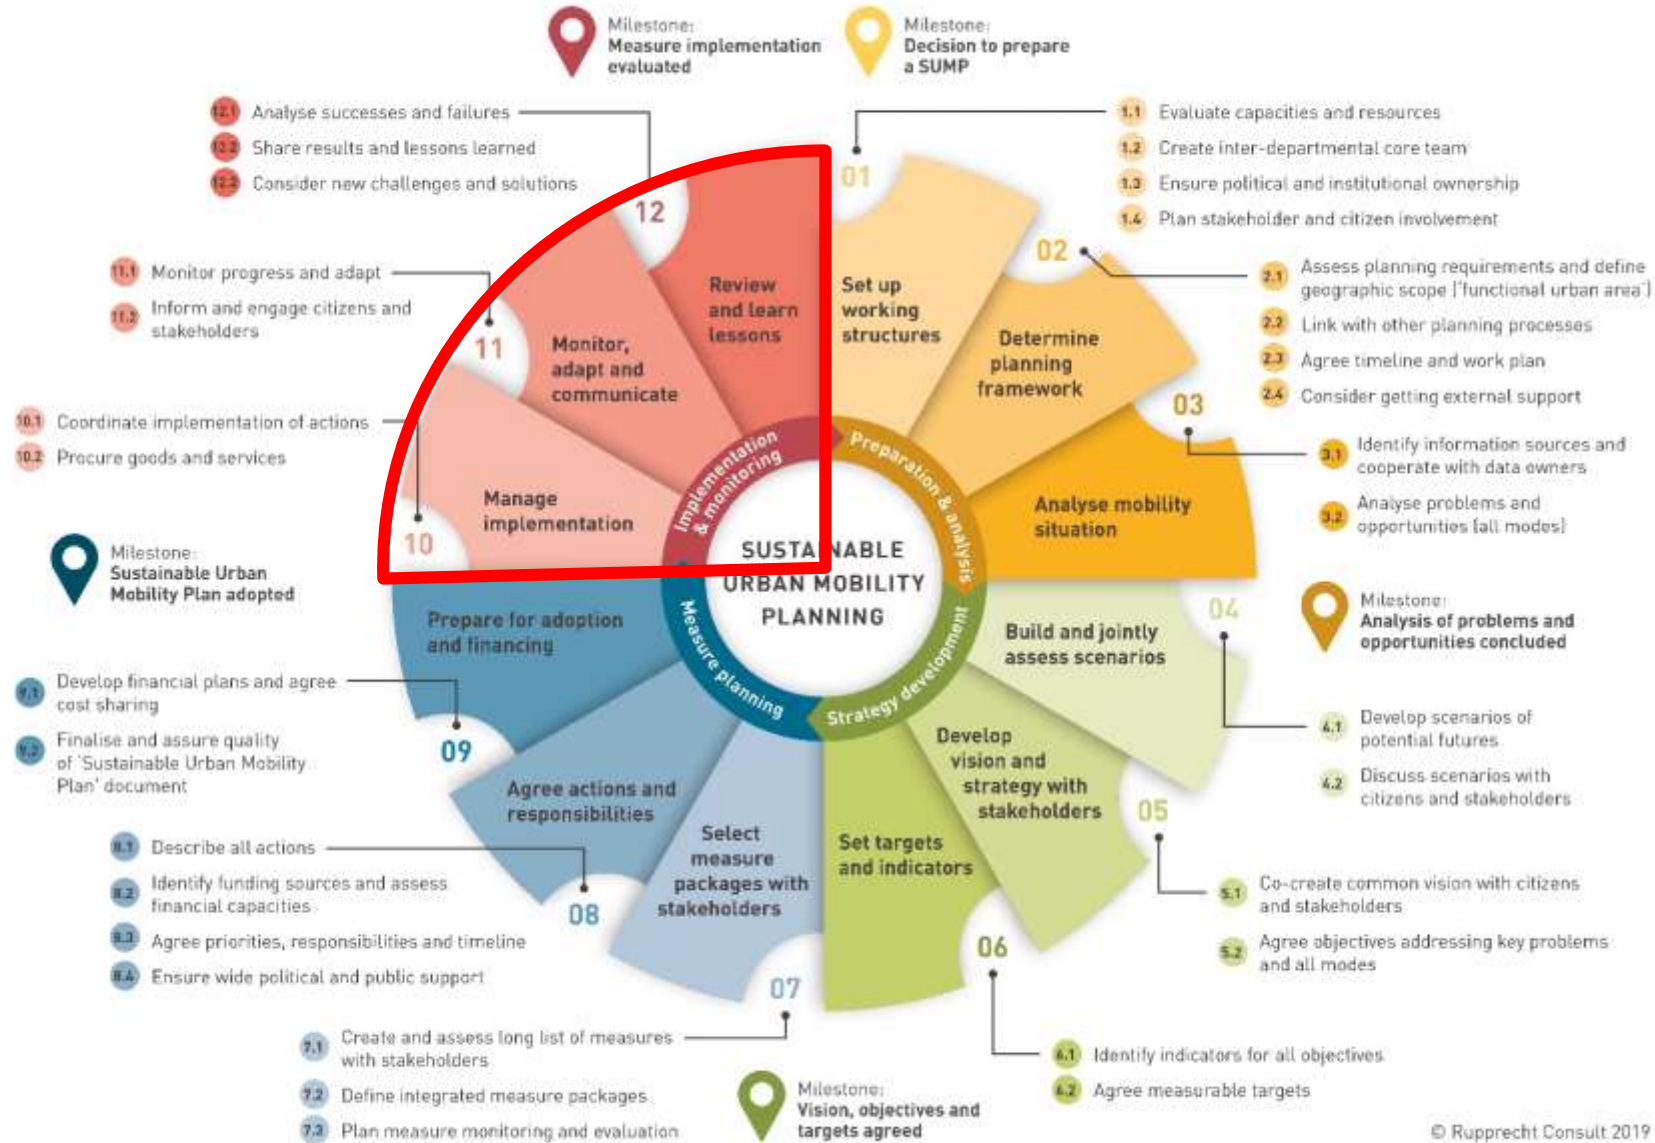 Milestone:
Measure implementation
evaluated
Milestone:
Decision to prepare
a SUMP
12.1 Analyse successes and failures
12.2 Share results and lessons learned
12.3 Consider new challenges and solutions
1.1 Evaluate capacities and resources
1.2 Create inter-departmental core team
1.3 Ensure political and institutional ownership
1.4 Plan stakeholder and citizen involvement
11.1 Monitor progress and adapt
11.2 Inform and engage citizens and
stakeholders
2.1 Assess planning requirements and define
geographic scope ('functional urban area')
2.2 Link with other planning processes
2.3 Agree timeline and work plan
2.4 Consider getting external support
10.1 Coordinate implementation of actions
10.2 Procure goods and services
3.1 Identify information sources and
cooperate with data owners
3.2 Analyse problems and
opportunities (all modes)
01
Set up
working
structures
02
Determine
planning
framework
03
Analyse mobility
situation
04
Build and jointly
assess scenarios
05
Develop
vision and
strategy with
stakeholders
06
Set targets
and indicators
07
Select
measure
packages with
stakeholders
08
Agree actions and
responsibilities
09
Prepare for adoption
and financing
10
Manage
implementation
11
Monitor,
adapt and
communicate
12
Review
and learn
lessons
Preparation & analysis
Strategy development
Measure planning
Implementation
& monitoring
SUSTAINABLE
URBAN MOBILITY
PLANNING
Milestone:
Sustainable Urban
Mobility Plan adopted
Milestone:
Analysis of problems and
opportunities concluded
9.1 Develop financial plans and agree
cost sharing
9.2 Finalise and assure quality
of 'Sustainable Urban Mobility
Plan' document
4.1 Develop scenarios of
potential futures
4.2 Discuss scenarios with
citizens and stakeholders
8.1 Describe all actions
8.2 Identify funding sources and assess
financial capacities
8.3 Agree priorities, responsibilities and timeline
8.4 Ensure wide political and public support
5.1 Co-create common vision with citizens
and stakeholders
5.2 Agree objectives addressing key problems
and all modes
7.1 Create and assess long list of measures
with stakeholders
7.2 Define integrated measure packages
7.3 Plan measure monitoring and evaluation
6.1 Identify indicators for all objectives
6.2 Agree measurable targets
Milestone:
Vision, objectives and
targets agreed
© Rupprecht Consult 2019